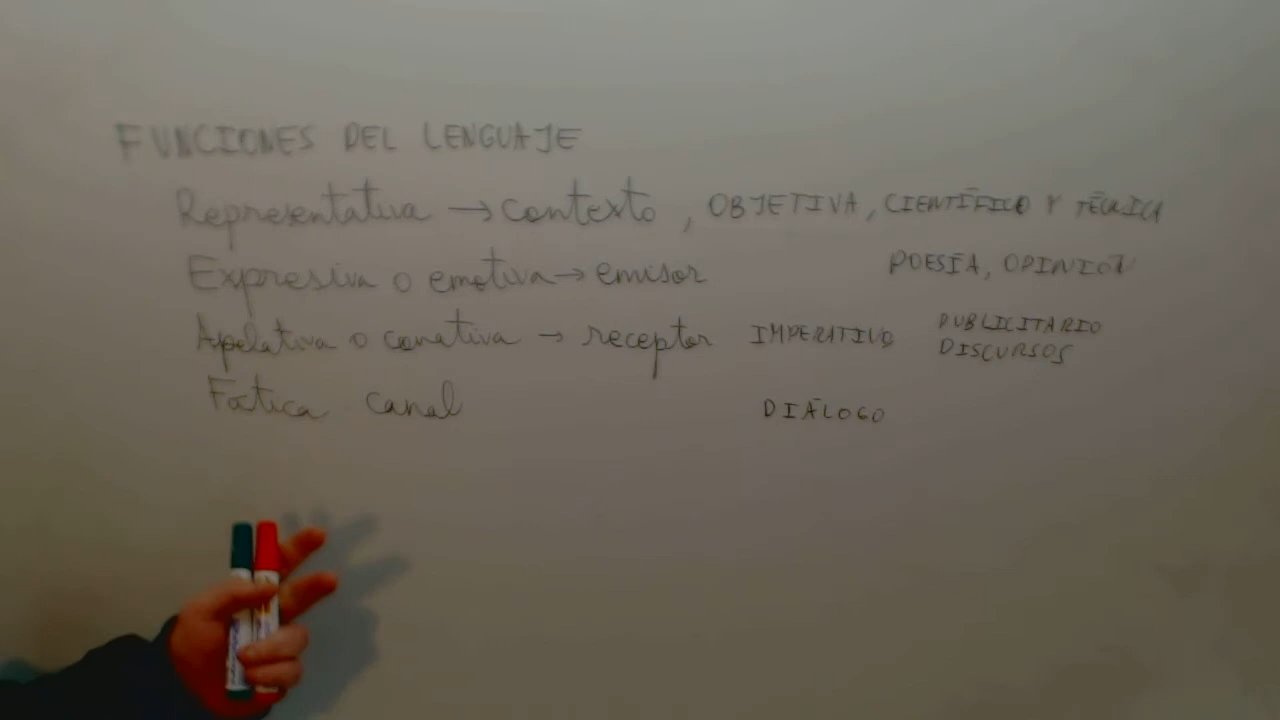 FUNCIONES DEL LENGUAJE
Representativa → contexto, OBJETIVA, CIENTÍFICO Y TÉCNICA
Expresiva o emotiva → emisor POESÍA, OPINIÓN
Apelativa o conativa → receptor IMPERATIVO PUBLICITARIO
DISCURSOS
Fática canal DIÁLOGO